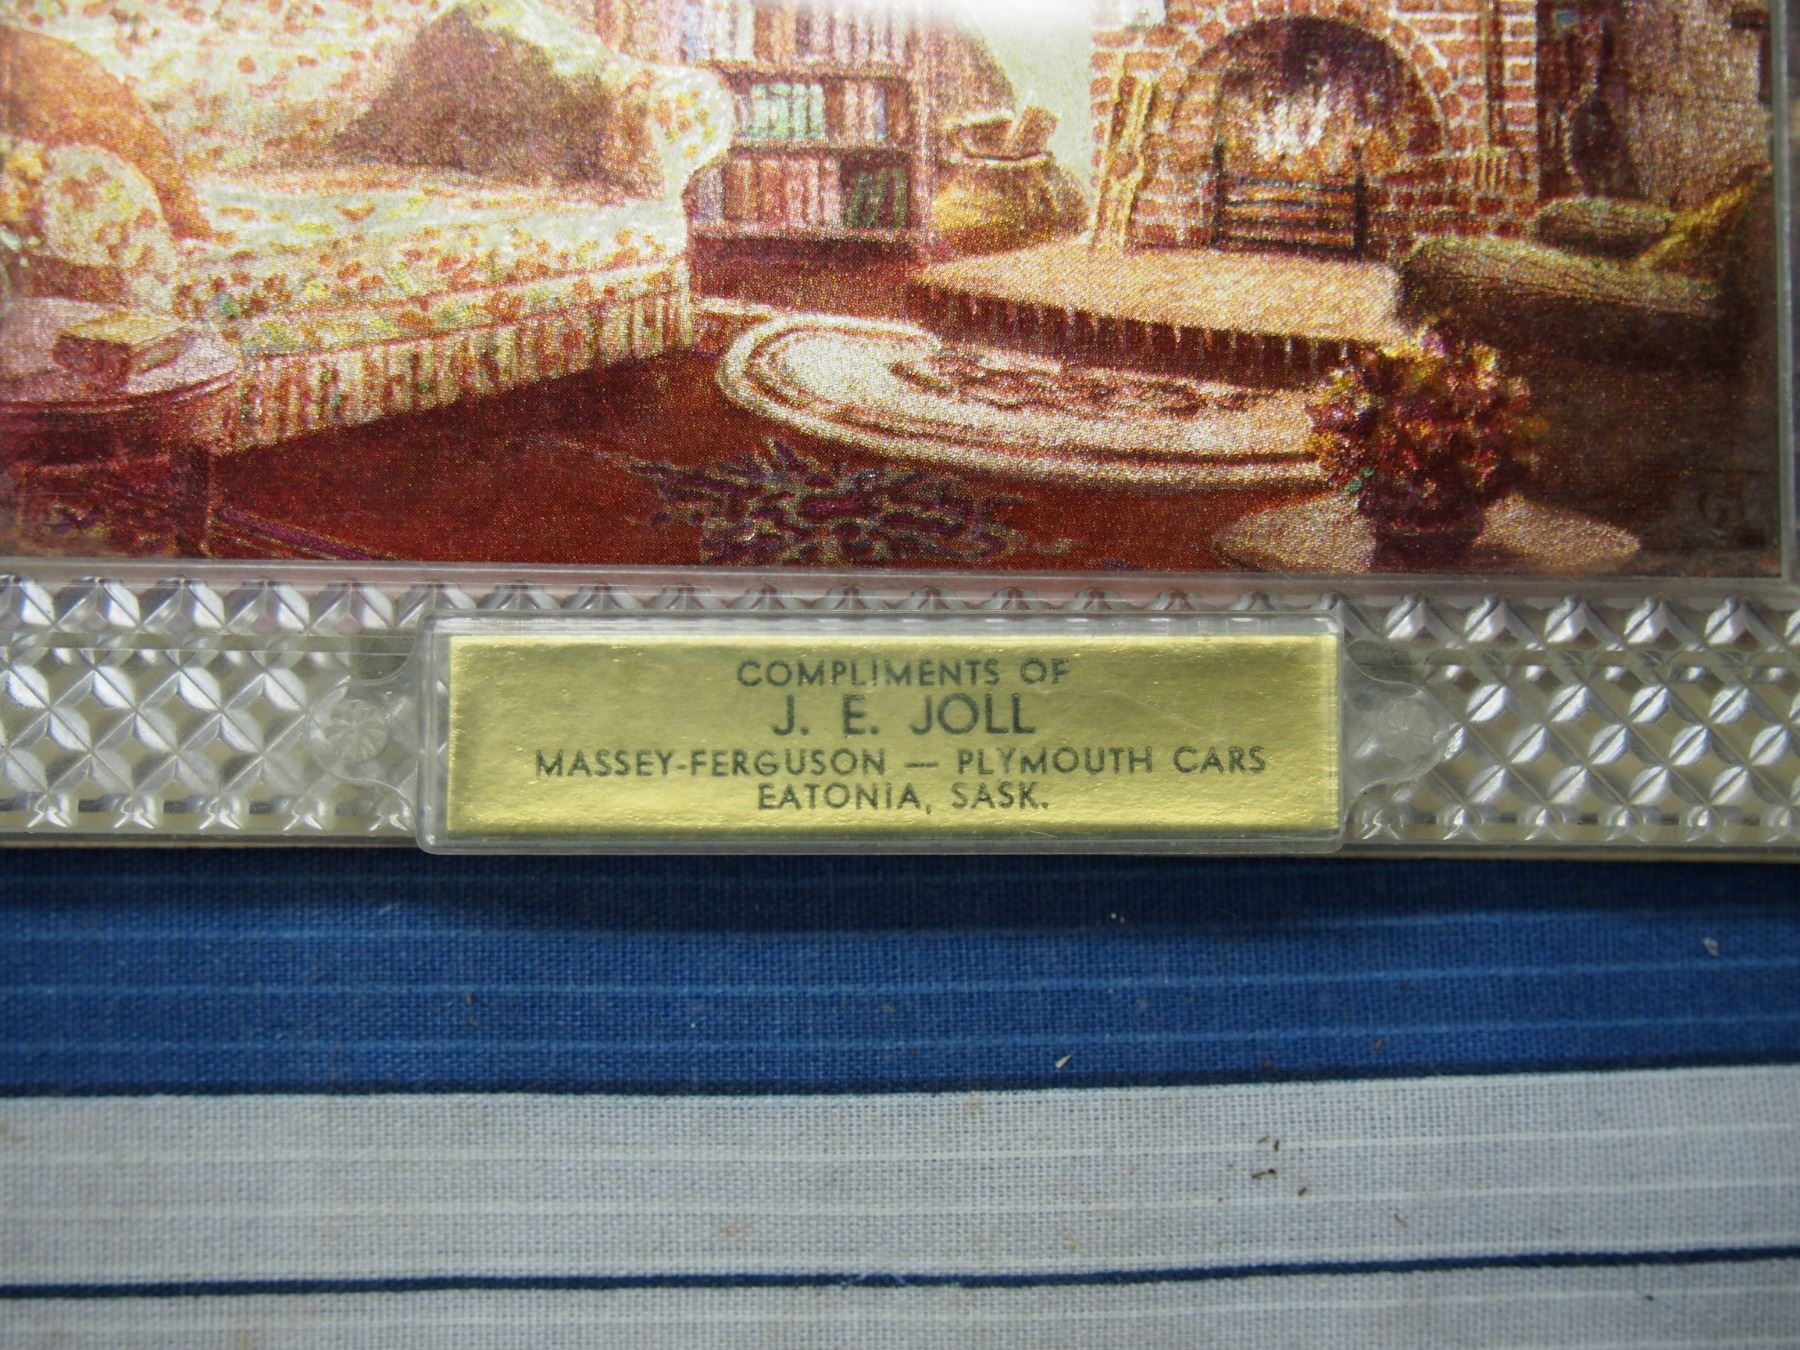 COMPLIMENTS OF
J. E. JOLL
MASSEY-FERGUSON — PLYMOUTH CARS
EATONIA, SASK.